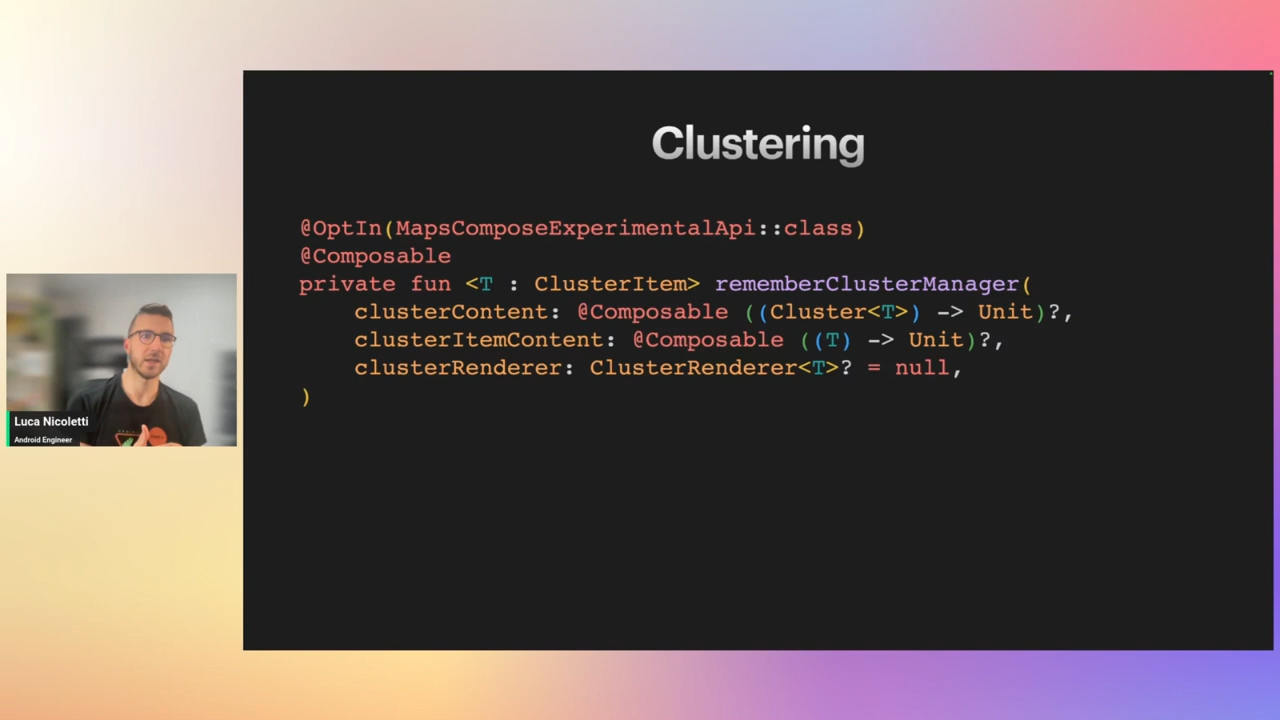 Clustering
@OptIn(MapsComposeExperimentalApi::class)
@Composable
private fun <T : ClusterItem> rememberClusterManager(
    clusterContent: @Composable ((Cluster<T>) -> Unit)?,
    clusterItemContent: @Composable ((T) -> Unit)?,
    clusterRenderer: ClusterRenderer<T>? = null,
)
Luca Nicoletti
Android Engineer